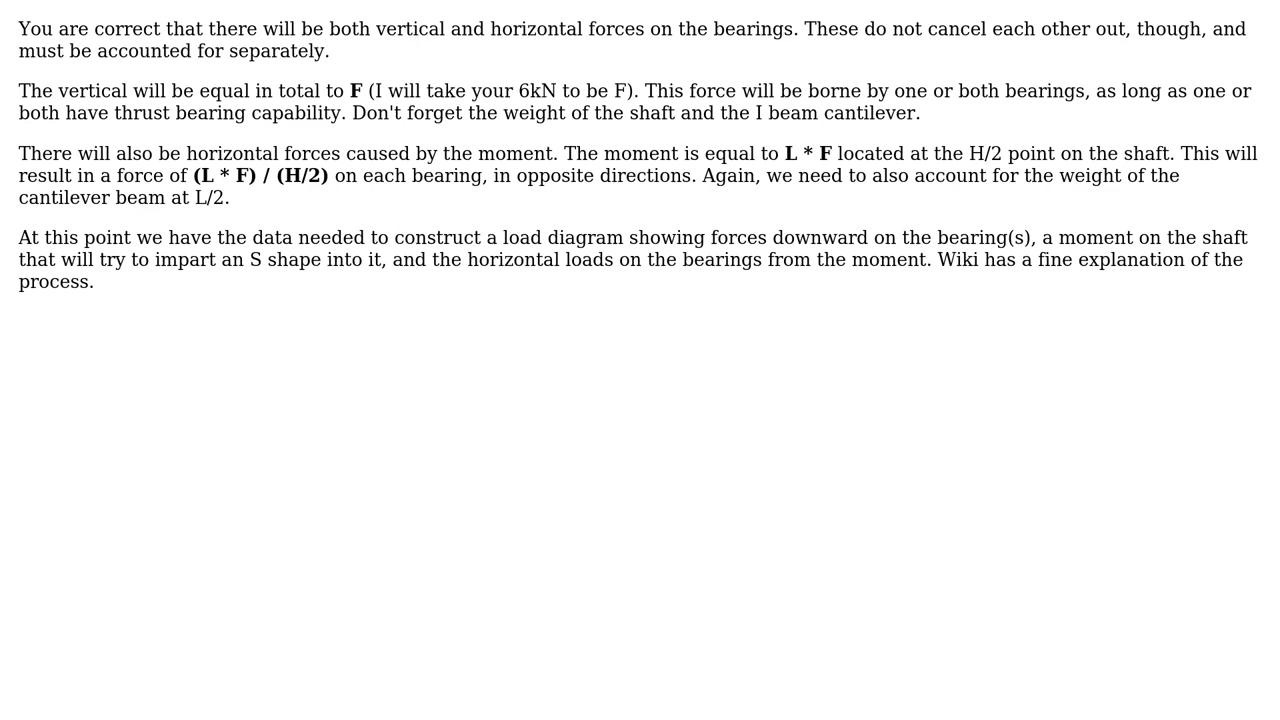 You are correct that there will be both vertical and horizontal forces on the bearings. These do not cancel each other out, though, and
must be accounted for separately.
The vertical will be equal in total to F (I will take your 6kN to be F). This force will be borne by one or both bearings, as long as one or
both have thrust bearing capability. Don't forget the weight of the shaft and the I beam cantilever.
There will also be horizontal forces caused by the moment. The moment is equal to L * F located at the H/2 point on the shaft. This will
result in a force of (L * F) / (H/2) on each bearing, in opposite directions. Again, we need to also account for the weight of the
cantilever beam at L/2.
At this point we have the data needed to construct a load diagram showing forces downward on the bearing(s), a moment on the shaft
that will try to impart an S shape into it, and the horizontal loads on the bearings from the moment. Wiki has a fine explanation of the
process.